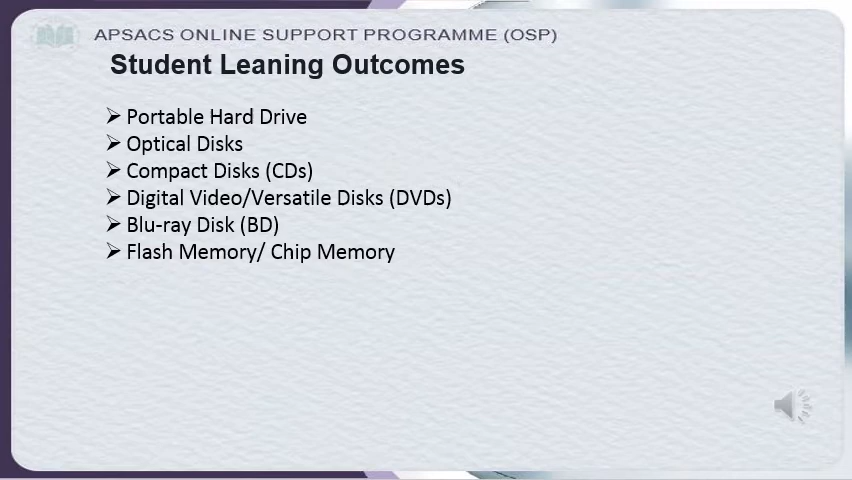 APSACS ONLINE SUPPORT PROGRAMME (OSP)
Student Leaning Outcomes
➢ Portable Hard Drive
➢ Optical Disks
➢ Compact Disks (CDs)
➢ Digital Video/Versatile Disks (DVDs)
➢ Blu-ray Disk (BD)
➢ Flash Memory/ Chip Memory